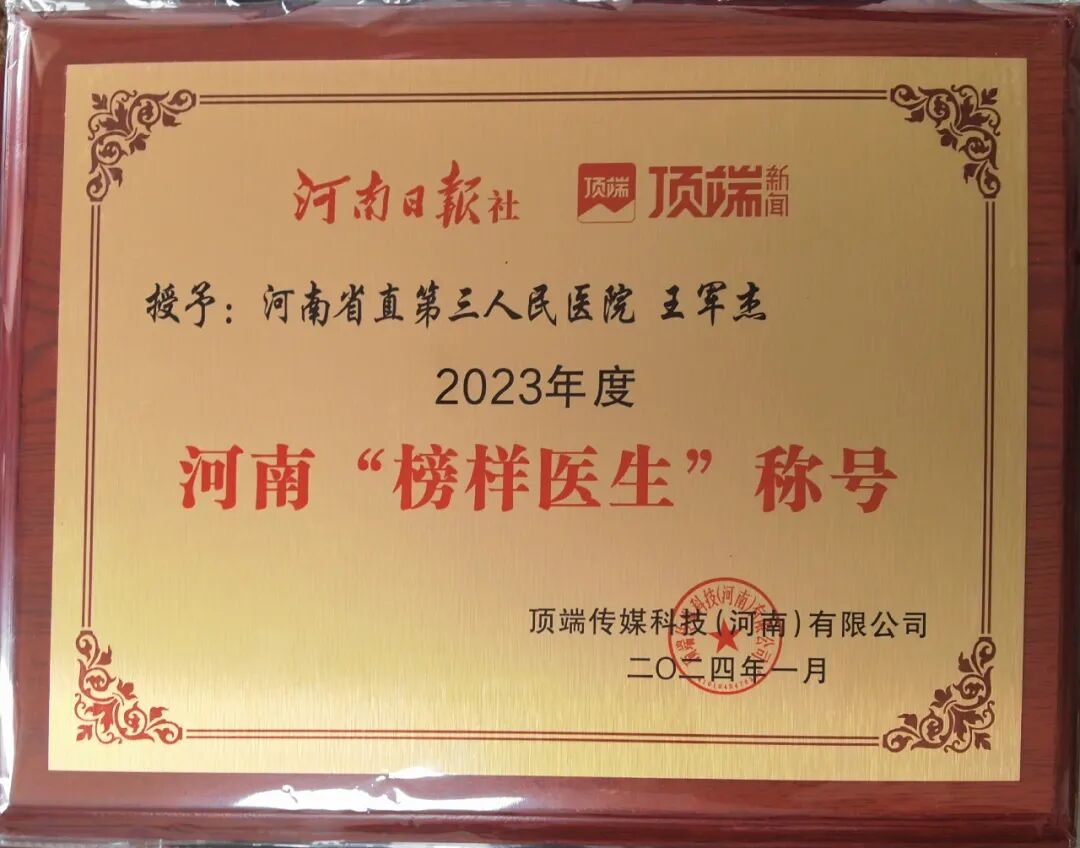 河南日报社 顶端 顶端新闻
授予：河南省直第三人民医院 王军杰
2023年度
河南“榜样医生”称号
顶端传媒科技(河南)有限公司
二〇二四年一月